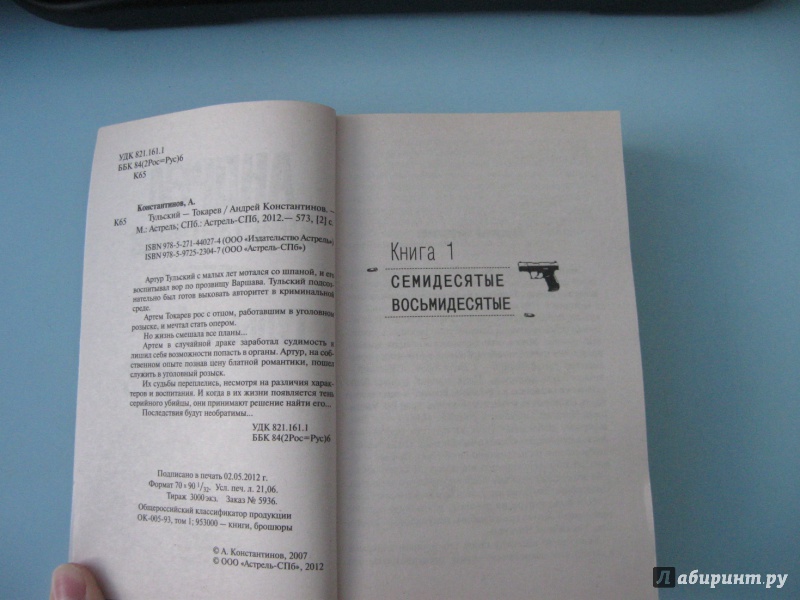 УДК 821.161.1
ББК 84(2Рос=Рус)6
К65
Константинов, А.
К65 Тульский — Токарев / Андрей Константинов. —
М.: Астрель; СПб.: Астрель-СПб, 2012.— 573, [2] с.
ISBN 978-5-271-44027-4 (ООО «Издательство Астрель»)
ISBN 978-5-9725-2304-7 (ООО «Астрель-СПб»)
Артур Тульский с малых лет мотался со шпаной, и его
воспитывал вор по прозвищу Варшава. Тульский подсоз-
нательно был готов выковать авторитет в криминальной
среде.
Артем Токарев рос с отцом, работавшим в уголовном
розыске, и мечтал стать опером.
Но жизнь смешала все планы...
Артем в случайной драке заработал судимость и
лишил себя возможности попасть в органы. Артур, на соб-
ственном опыте познав цену блатной романтики, пошел
служить в уголовный розыск.
Их судьбы переплелись, несмотря на различия харак-
теров и воспитания. И когда в их жизни появляется тень
серийного убийцы, они принимают решение найти его...
Последствия будут необратимы...
УДК 821.161.1
ББК 84(2Рос=Рус)6
Подписано в печать 02.05.2012 г.
Формат 70 х 90 1/32. Усл. печ. л. 21,06.
Тираж 3000 экз. Заказ № 5936.
Общероссийский классификатор продукции
ОК-005-93, том 1; 953000 — книги, брошюры
© А. Константинов, 2007
© ООО «Астрель-СПб», 2012
Книга 1
СЕМИДЕСЯТЫЕ
ВОСЬМИДЕСЯТЫЕ
Лабиринт.ру